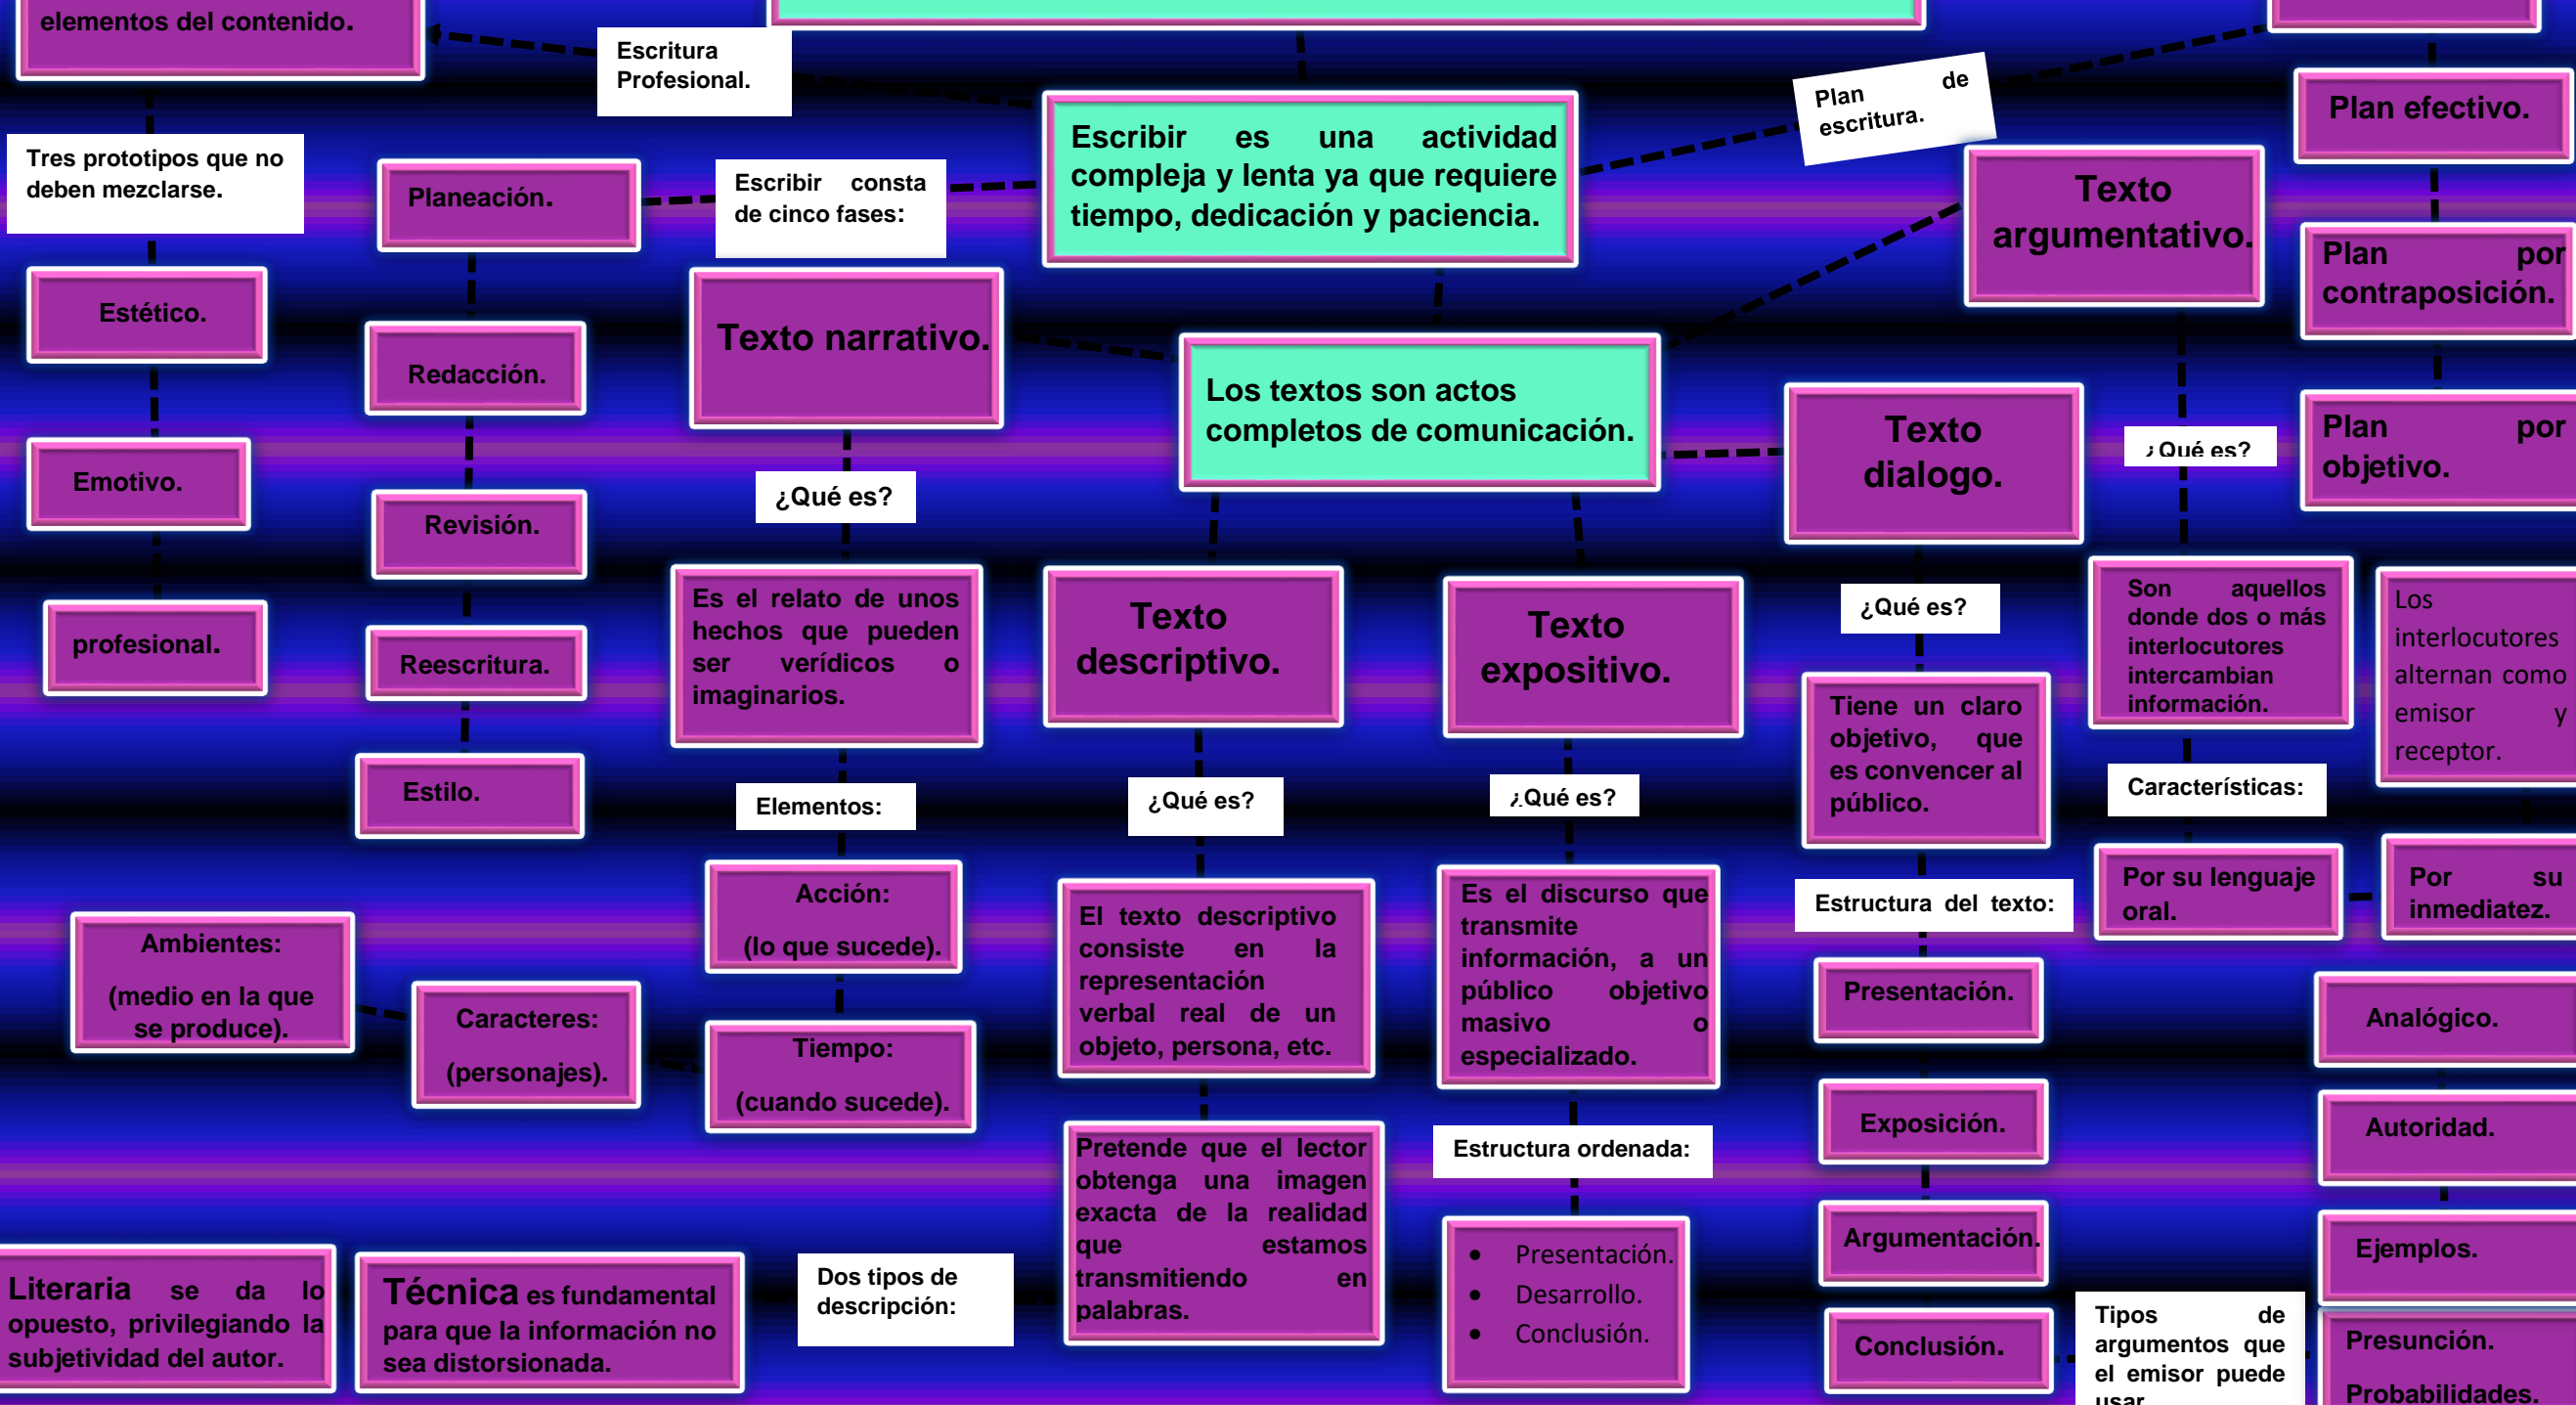 elementos del contenido.
Escritura
Profesional.
Plan de
escritura.
Plan efectivo.
Tres prototipos que no
deben mezclarse.
Planeación.
Escribir consta
de cinco fases:
Escribir es una actividad
compleja y lenta ya que requiere
tiempo, dedicación y paciencia.
Texto
argumentativo.
Plan por
contraposición.
Estético.
Redacción.
Texto narrativo.
Los textos son actos
completos de comunicación.
Texto
dialogo.
¿Qué es?
Plan por
objetivo.
Emotivo.
Revisión.
¿Qué es?
profesional.
Reescritura.
Es el relato de unos
hechos que pueden
ser verídicos o
imaginarios.
Texto
descriptivo.
Texto
expositivo.
¿Qué es?
Son aquellos
donde dos o más
interlocutores
intercambian
información.
Los
interlocutores
alternan como
emisor y
receptor.
Estilo.
Elementos:
¿Qué es?
¿Qué es?
Tiene un claro
objetivo, que
es convencer al
público.
Características:
Acción:
(lo que sucede).
El texto descriptivo
consiste en la
representación
verbal real de un
objeto, persona, etc.
Es el discurso que
transmite
información, a un
público objetivo
masivo o
especializado.
Estructura del texto:
Por su lenguaje
oral.
Por su
inmediatez.
Ambientes:
(medio en la que
se produce).
Caracteres:
(personajes).
Tiempo:
(cuando sucede).
Presentación.
Analógico.
Pretende que el lector
obtenga una imagen
exacta de la realidad
que estamos
transmitiendo en
palabras.
Estructura ordenada:
Exposición.
Autoridad.
Literaria se da lo
opuesto, privilegiando la
subjetividad del autor.
Técnica es fundamental
para que la información no
sea distorsionada.
Dos tipos de
descripción:
• Presentación.
• Desarrollo.
• Conclusión.
Argumentación.
Ejemplos.
Conclusión.
Tipos de
argumentos que
el emisor puede
usar
Presunción.
Probabilidades.